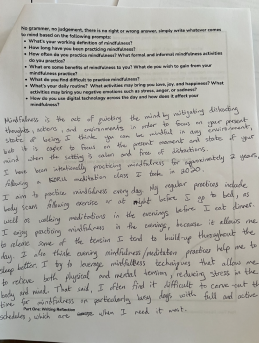 No grammar, no judgement, there is no right or wrong answer, simply write whatever comes
to mind based on the following prompts:
• What's your working definition of mindfulness?
• How long have you been practicing mindfulness?
• How often do you practice mindfulness? What formal and informal mindfulness activities
do you practice?
• What are some benefits of mindfulness to you? What do you wish to gain from your
mindfulness practice?
• What do you find difficult to practice mindfulness?
• What's your daily routine? What activities may bring you love, joy, and happiness? What
activities may bring you negative emotions such as stress, anger, or sadness?
• How do you use digital technology across the day and how does it affect your
mindfulness?
Mindfulness is the act of quieting the mind by mitigating distracting
thoughts, actions, and environments in order to focus on your present
state of being. I think you can be mindful in any environment,
but it is easier to focus on the present moment and state of your
mind when the setting is calm and free of distractions.
I have been intentionally practicing mindfulness for approximately 2 years,
following a mindfulness class I took in 2020.
I aim to practice mindfulness every day. My regular practices include
body scan following exercise or at night before I go to bed, as
well as walking meditations in the evenings before I eat dinner.
I enjoy practicing mindfulness in the evening, because it allows me
to release some of the tension I tend to build-up throughout the
day. I also think evening mindfulness/meditation practices help me to
sleep better. I try to leverage mindfulness techniques that allow me
to relieve both physical and mental tension, reducing stress in the
body and mind. That said, I often find it difficult to carve out the
time for mindfulness on particularly busy days with full and active
Part One: Writing Reflection
schedules, which are when I need it most.